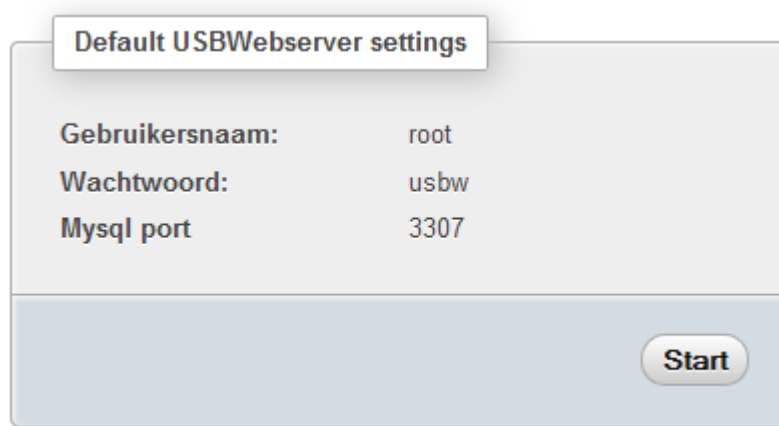 Default USBWebserver settings
Gebruikersnaam: root
Wachtwoord: usbw
Mysql port 3307
Start